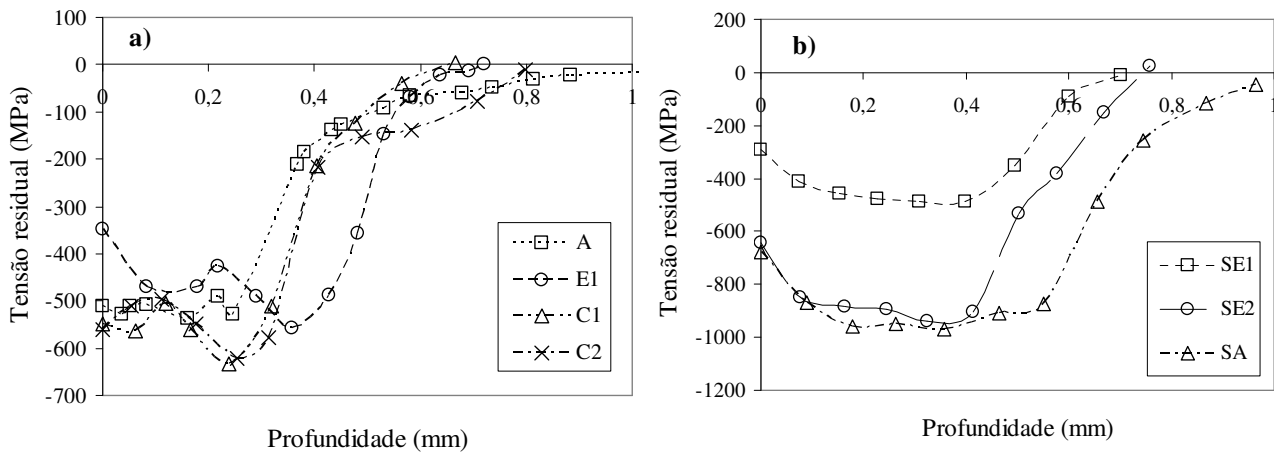 a)
100
0
-100
-200
-300
-400
-500
-600
-700
0 0,2 0,4 0,6 0,8 1
Tensão residual (MPa)
Profundidade (mm)
A
E1
C1
C2
b)
200
0
-200
-400
-600
-800
-1000
-1200
0 0,2 0,4 0,6 0,8 1
Tensão residual (MPa)
Profundidade (mm)
SE1
SE2
SA